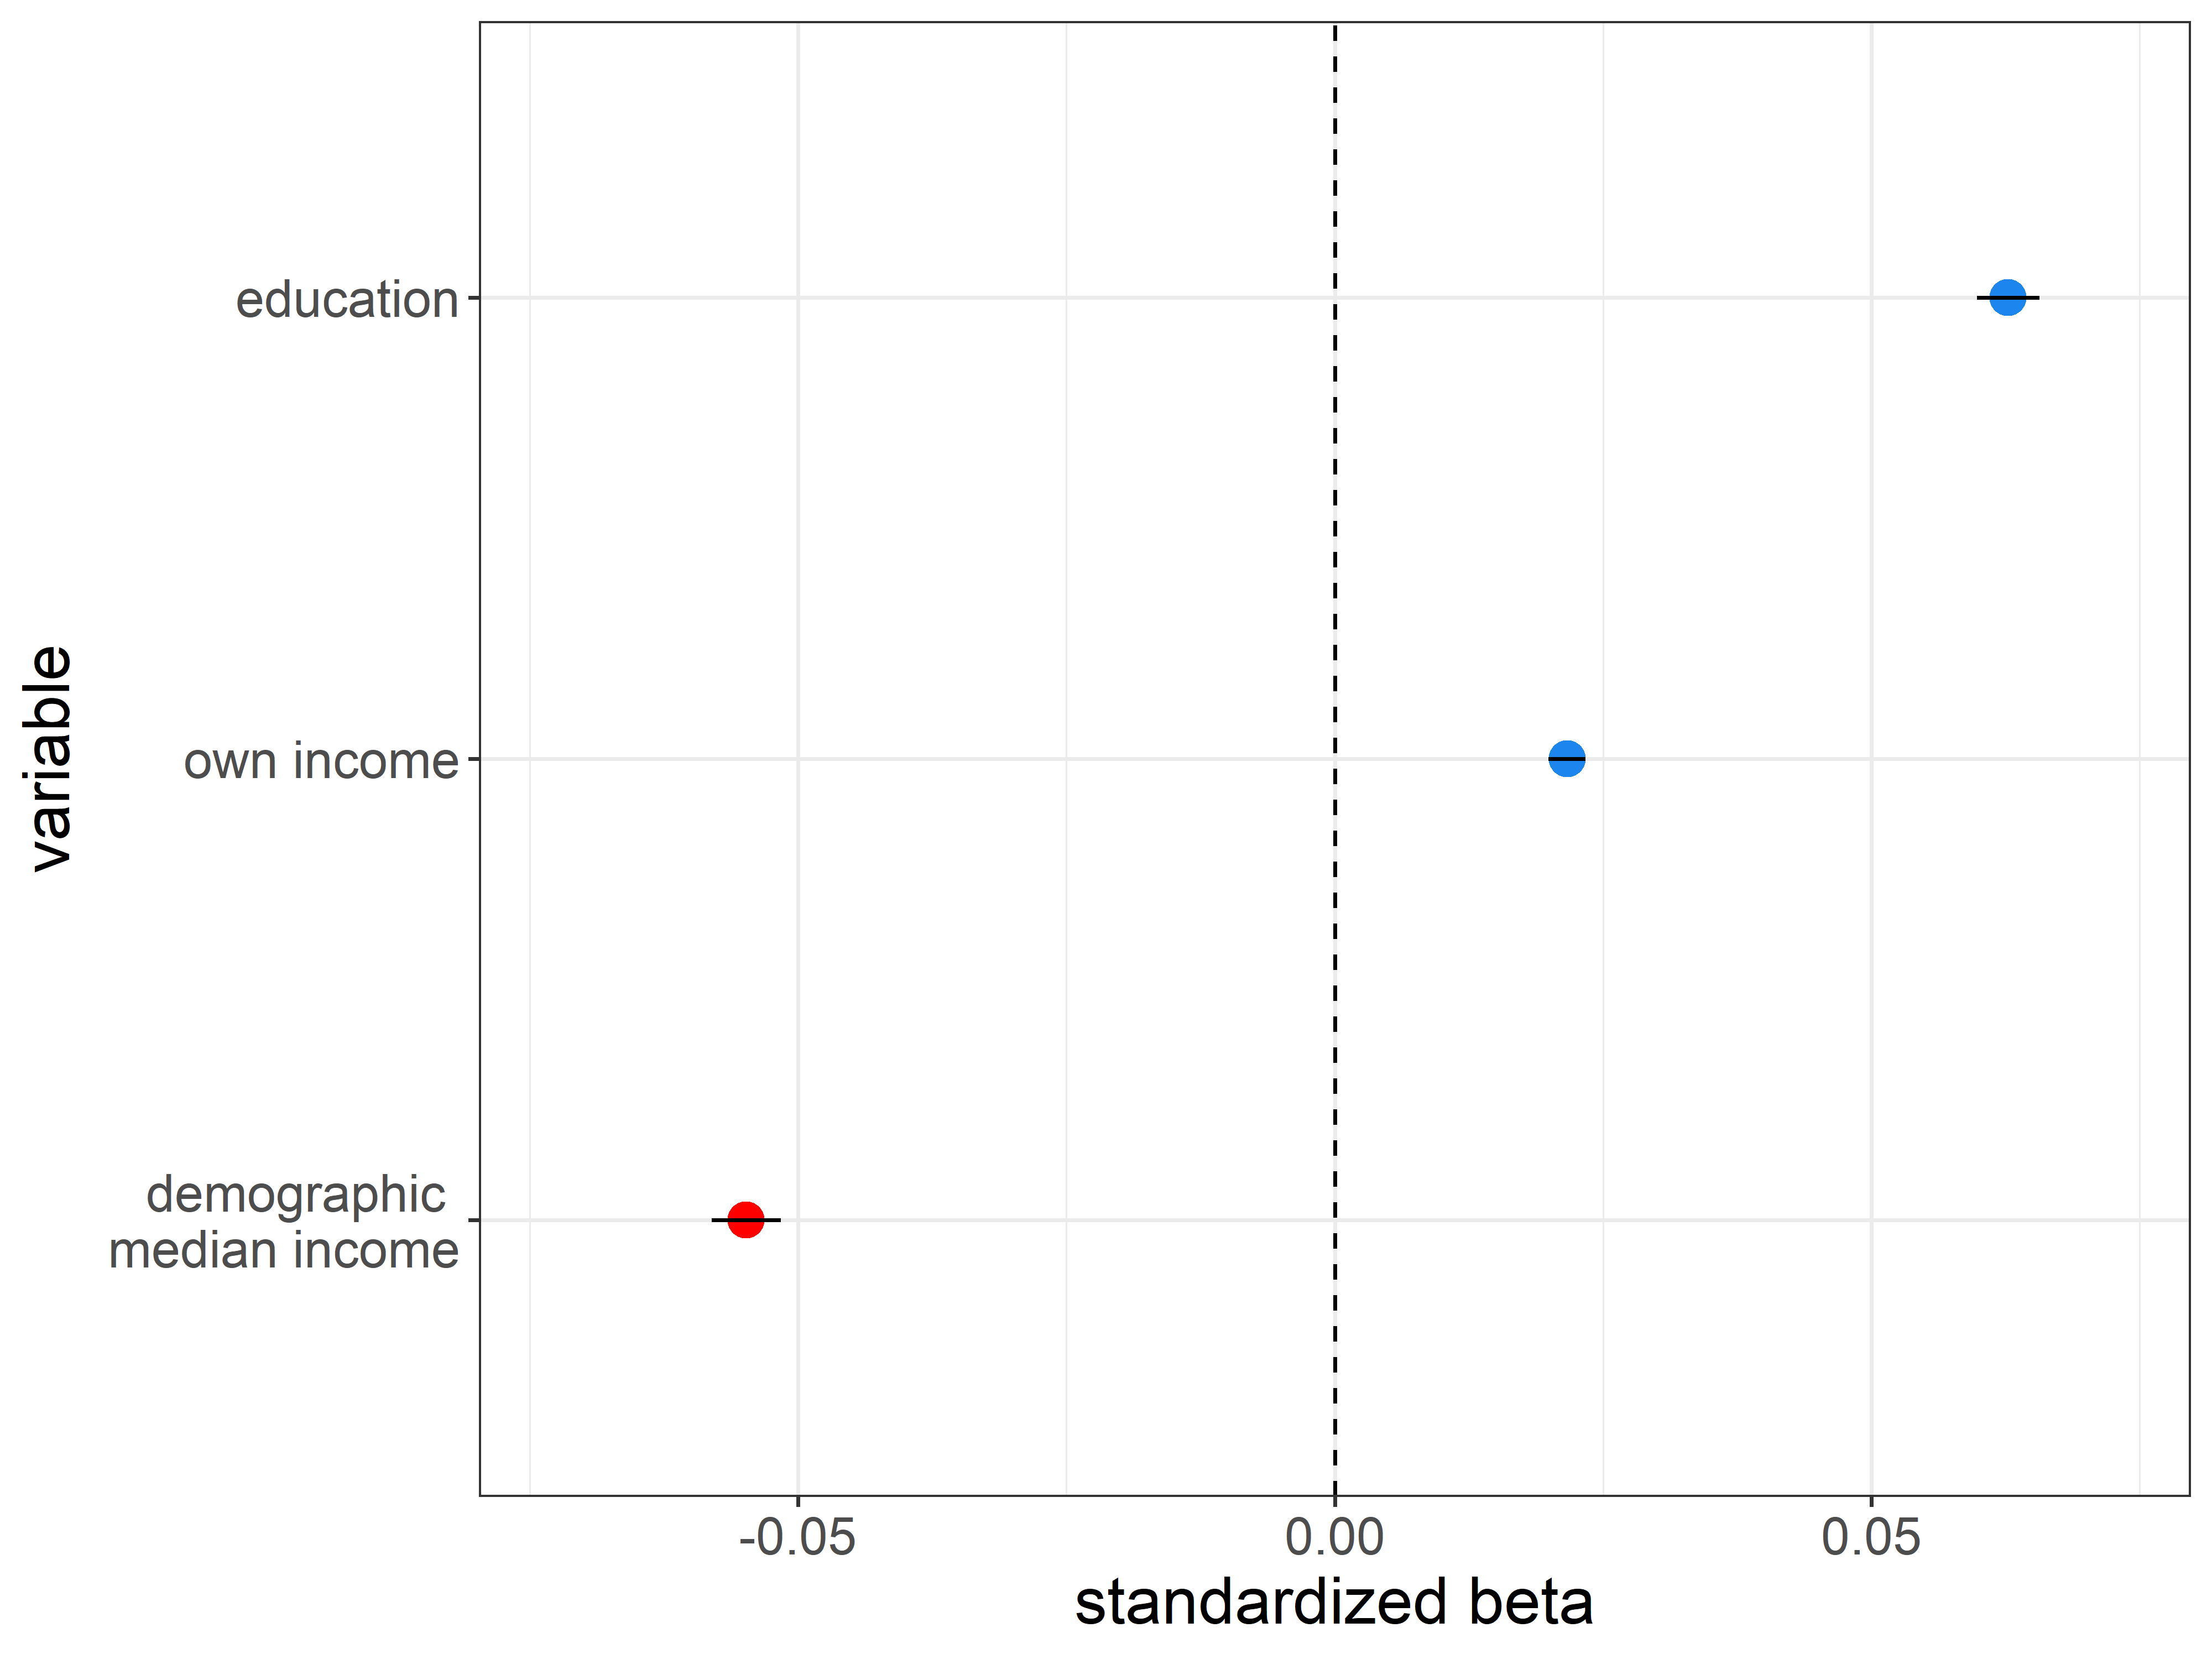 variable
education
own income
demographic
median income
-0.05
0.00
0.05
standardized beta